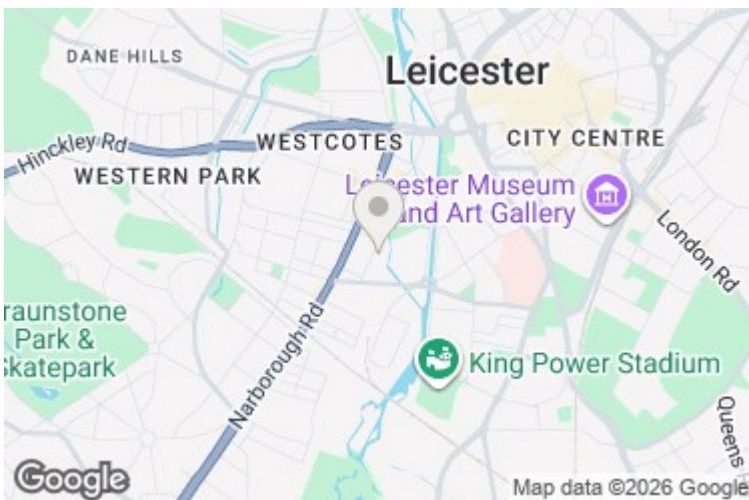 DANE HILLS
Leicester
Hinckley Rd
WESTCOTES
CITY CENTRE
WESTERN PARK
Leicester Museum
and Art Gallery
London Rd
raunstone
Park &
Skatepark
Narborough Rd
King Power Stadium
Queens
Google
Map data ©2026 Google